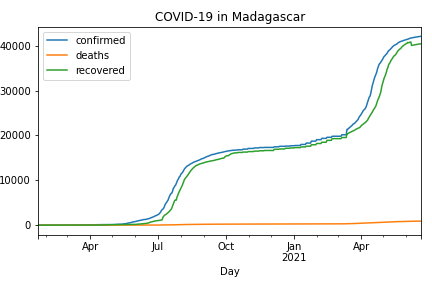 COVID-19 in Madagascar
confirmed
deaths
recovered
40000
30000
20000
10000
0
Apr Jul Oct Jan Apr
2021
Day